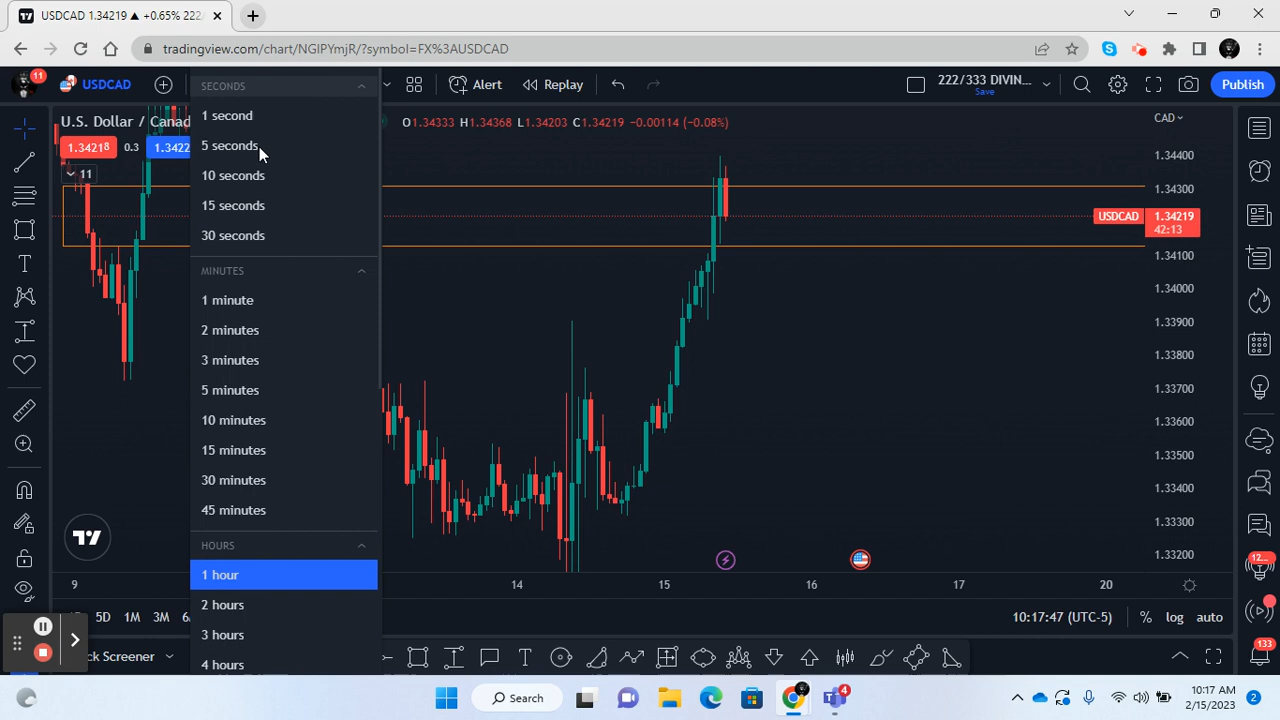 USDCAD 1.34219 ▲ +0.65% 222/
tradingview.com/chart/NGlPYmjR/?symbol=FX%3AUSDCAD
11
USDCAD
Alert
Replay
222/333 DIVIN...
Save
Publish
U.S. Dollar / Canad
O1.34333 H1.34368 L1.34203 C1.34219 -0.00114 (-0.08%)
CAD
1.34218
0.3
1.3422
11
SECONDS
1 second
5 seconds
10 seconds
15 seconds
30 seconds
MINUTES
1 minute
2 minutes
3 minutes
5 minutes
10 minutes
15 minutes
30 minutes
45 minutes
HOURS
1 hour
2 hours
3 hours
4 hours
1.34400
1.34300
USDCAD
1.34219
42:13
1.34100
1.34000
1.33900
1.33800
1.33700
1.33600
1.33500
1.33400
1.33300
1.33200
9
14
15
16
17
20
5D
1M
3M
6
10:17:47 (UTC-5)
%
log
auto
ck Screener
12...
133
Search
4
10:17 AM
2/15/2023
2